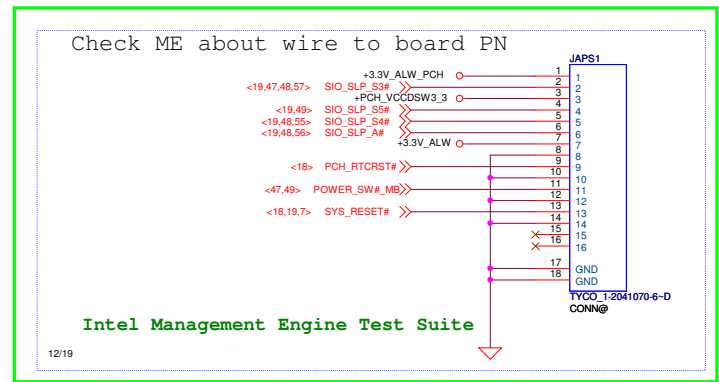 Check ME about wire to board PN
JAPS1
+3.3V_ALW_PCH 1 1
<19,47,48,57> SIO_SLP_S3# 2 2
+PCH_VCCDSW3_3 3 3
<19,49> SIO_SLP_S5# 4 4
<19,48,55> SIO_SLP_S4# 5 5
<19,48,56> SIO_SLP_A# 6 6
+3.3V_ALW 7 7
8 8
<18> PCH_RTCRST# 9 9
10 10
<47,49> POWER_SW#_MB 11 11
12 12
<18,19,7> SYS_RESET# 13 13
14 14
15 15
16 16
17 GND
18 GND
TYCO_1-2041070-6~D
CONN@
Intel Management Engine Test Suite
12/19